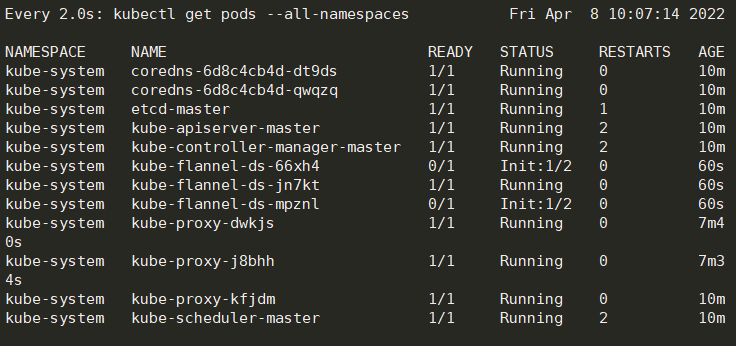 Every 2.0s: kubectl get pods --all-namespaces           Fri Apr  8 10:07:14 2022
NAMESPACE     NAME                             READY   STATUS     RESTARTS   AGE
kube-system   coredns-6d8c4cb4d-dt9ds          1/1     Running    0          10m
kube-system   coredns-6d8c4cb4d-qwqzq          1/1     Running    0          10m
kube-system   etcd-master                      1/1     Running    1          10m
kube-system   kube-apiserver-master            1/1     Running    2          10m
kube-system   kube-controller-manager-master   1/1     Running    2          10m
kube-system   kube-flannel-ds-66xh4            0/1     Init:1/2   0          60s
kube-system   kube-flannel-ds-jn7kt            1/1     Running    0          60s
kube-system   kube-flannel-ds-mpznl            0/1     Init:1/2   0          60s
kube-system   kube-proxy-dwkjs                 1/1     Running    0          7m4
0s
kube-system   kube-proxy-j8bhh                 1/1     Running    0          7m3
4s
kube-system   kube-proxy-kfjdm                 1/1     Running    0          10m
kube-system   kube-scheduler-master            1/1     Running    2          10m